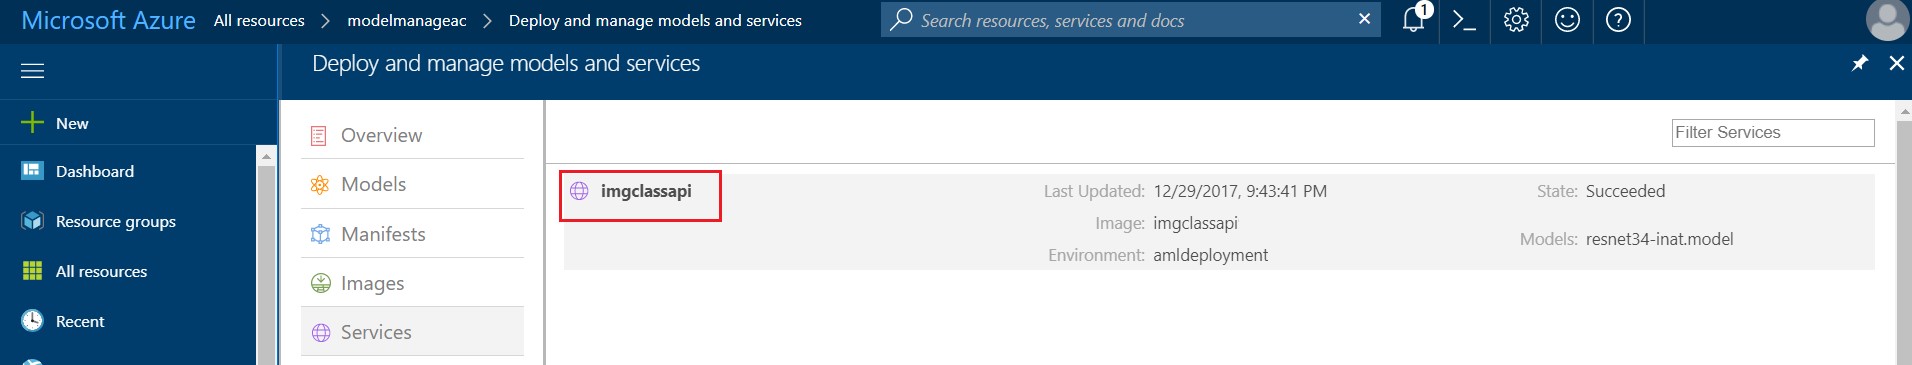 Microsoft Azure All resources > modelmanageac > Deploy and manage models and services Search resources, services and docs 1
Deploy and manage models and services
New
Dashboard
Resource groups
All resources
Recent
Overview
Models
Manifests
Images
Services
Filter Services
imgclassapi Last Updated: 12/29/2017, 9:43:41 PM State: Succeeded
Image: imgclassapi
Models: resnet34-inat.model
Environment: amldeployment